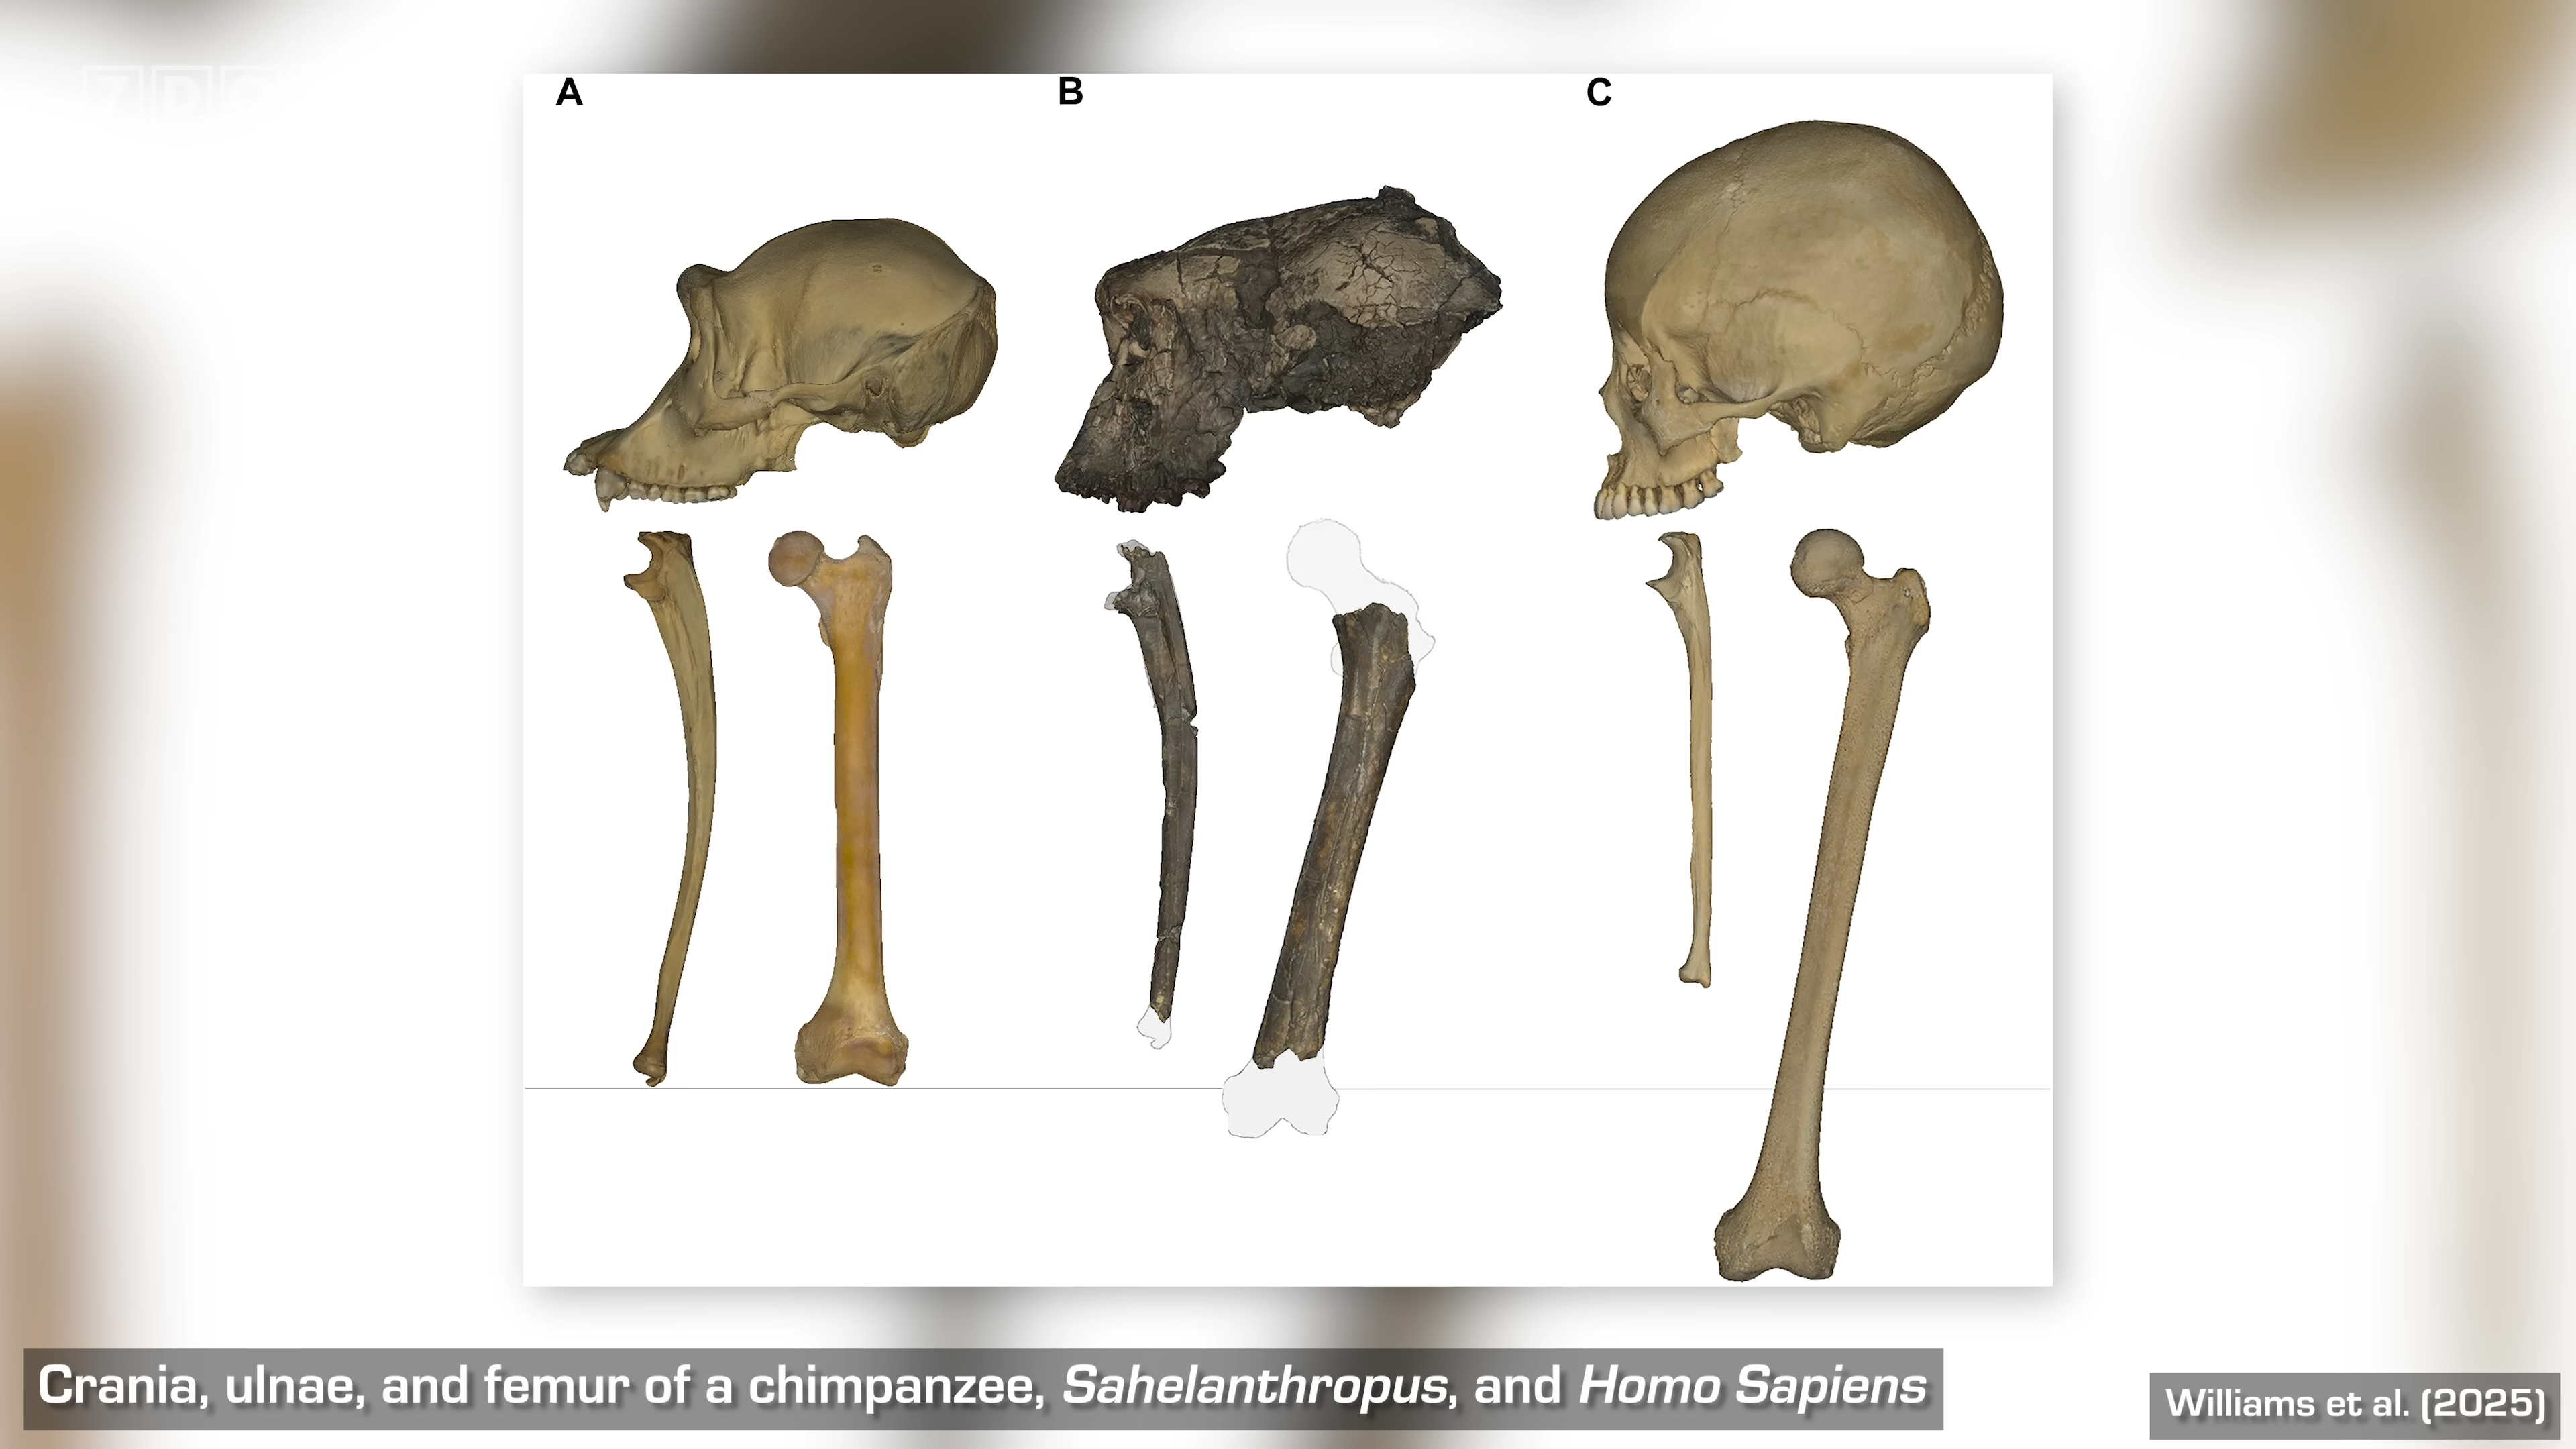 A
B
C
Crania, ulnae, and femur of a chimpanzee, Sahelanthropus, and Homo Sapiens
Williams et al. (2025)